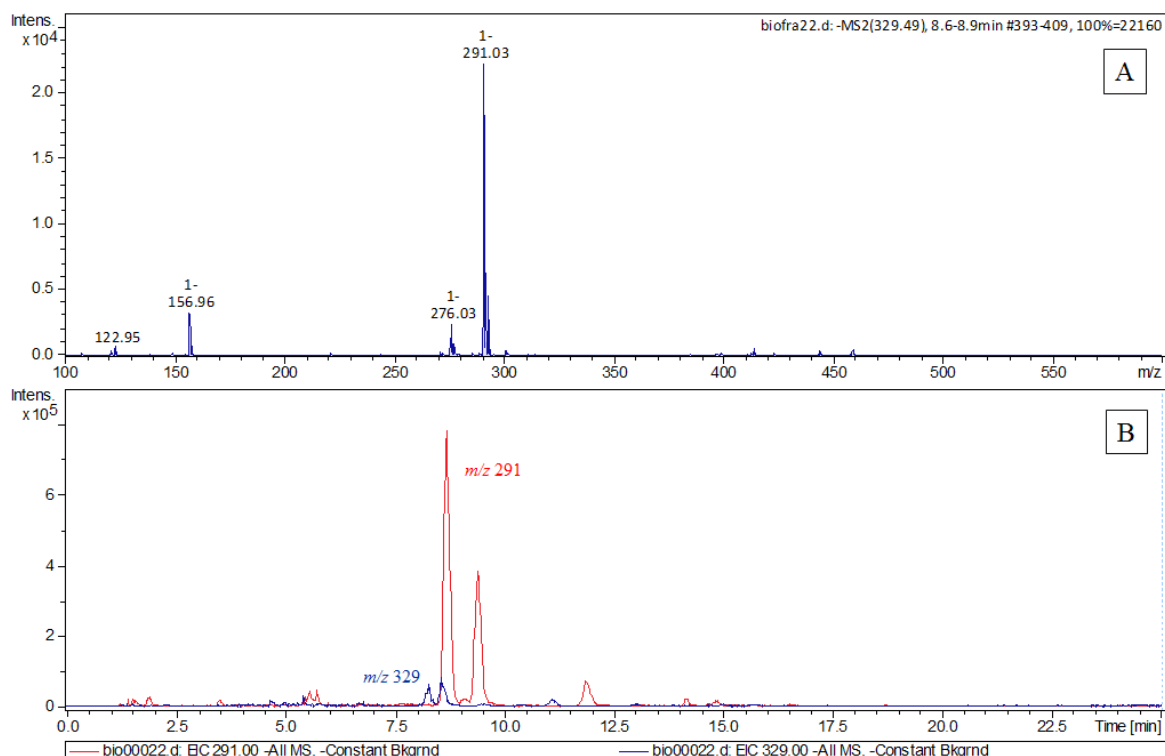 Intens.
x10⁴
biofra22.d: -MS2(329.49), 8.6-8.9min #393-409, 100%=22160
A
1-
291.03
2.0
1.5
1.0
0.5
1-
156.96
1-
276.03
122.95
0.0
100 150 200 250 300 350 400 450 500 550 m/z
Intens.
x10⁵
B
m/z 291
6
4
2
m/z 329
0
0.0 2.5 5.0 7.5 10.0 12.5 15.0 17.5 20.0 22.5 Time [min]
bio00022.d: EIC 291.00 -All MS. -Constant Bkgrnd bio00022.d: EIC 329.00 -All MS. -Constant Bkgrnd